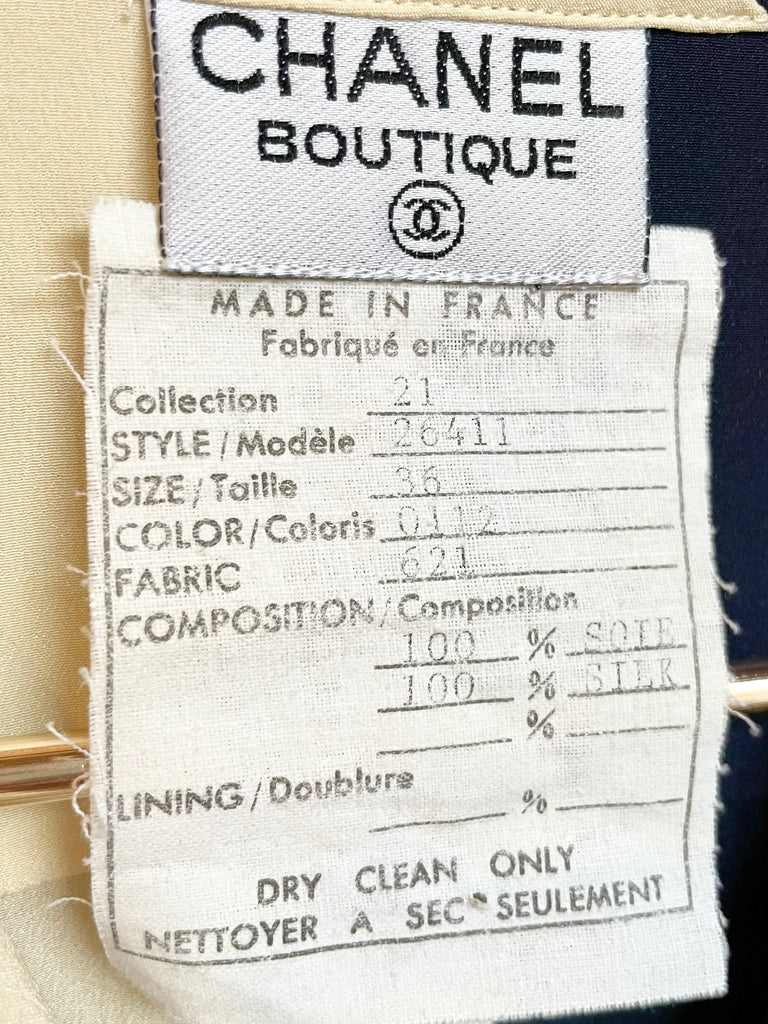 CHANEL
BOUTIQUE
MADE IN FRANCE
Fabriqué en France
Collection 21
STYLE/Modèle 26411
SIZE/Taille 36
COLOR/Coloris 0112
FABRIC 621
COMPOSITION/Composition
100 % SOIE
100 % SILK
%
LINING/Doublure
%
DRY CLEAN ONLY
NETTOYER A SEC SEULEMENT